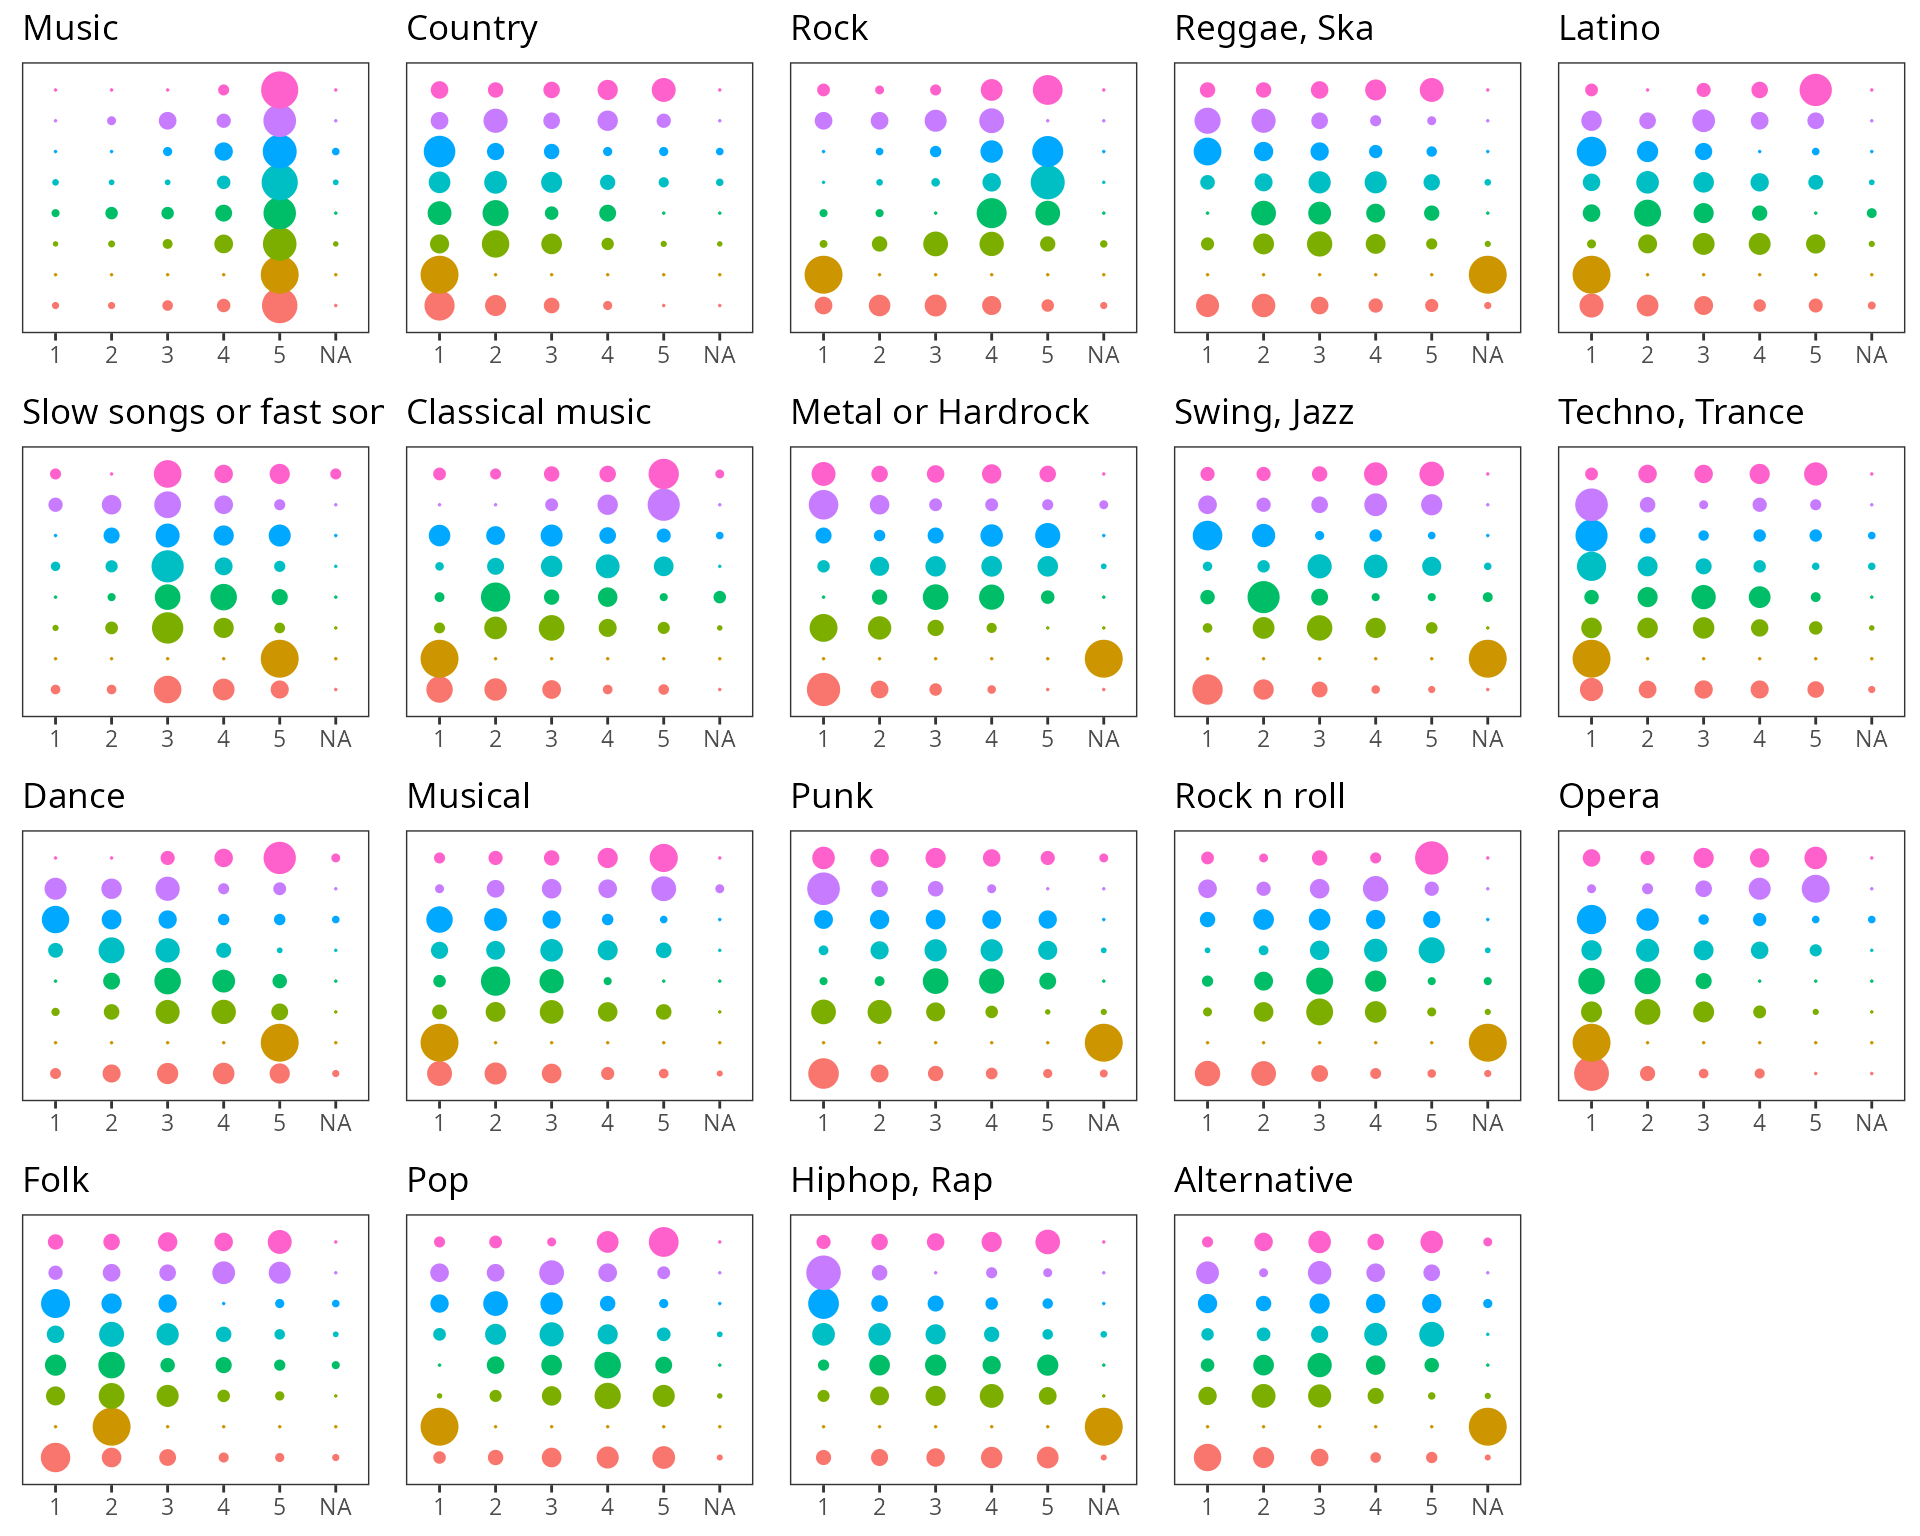 Music Country Rock Reggae, Ska Latino
1 2 3 4 5 NA 1 2 3 4 5 NA 1 2 3 4 5 NA 1 2 3 4 5 NA 1 2 3 4 5 NA
Slow songs or fast sor Classical music Metal or Hardrock Swing, Jazz Techno, Trance
1 2 3 4 5 NA 1 2 3 4 5 NA 1 2 3 4 5 NA 1 2 3 4 5 NA 1 2 3 4 5 NA
Dance Musical Punk Rock n roll Opera
1 2 3 4 5 NA 1 2 3 4 5 NA 1 2 3 4 5 NA 1 2 3 4 5 NA 1 2 3 4 5 NA
Folk Pop Hiphop, Rap Alternative
1 2 3 4 5 NA 1 2 3 4 5 NA 1 2 3 4 5 NA 1 2 3 4 5 NA